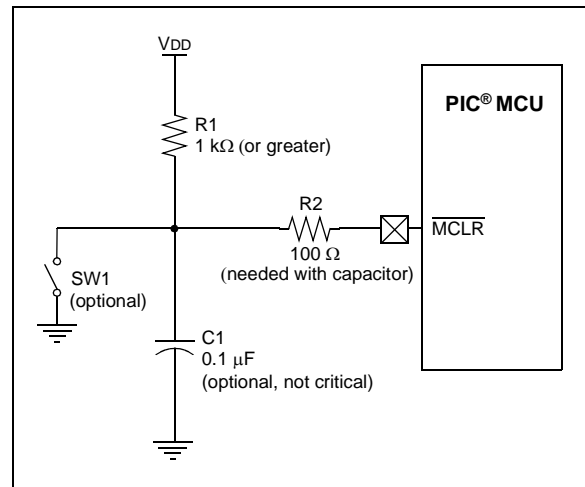 VDD
R1
1 kΩ (or greater)
PIC® MCU
R2
MCLR
100 Ω
(needed with capacitor)
SW1
(optional)
C1
0.1 μF
(optional, not critical)